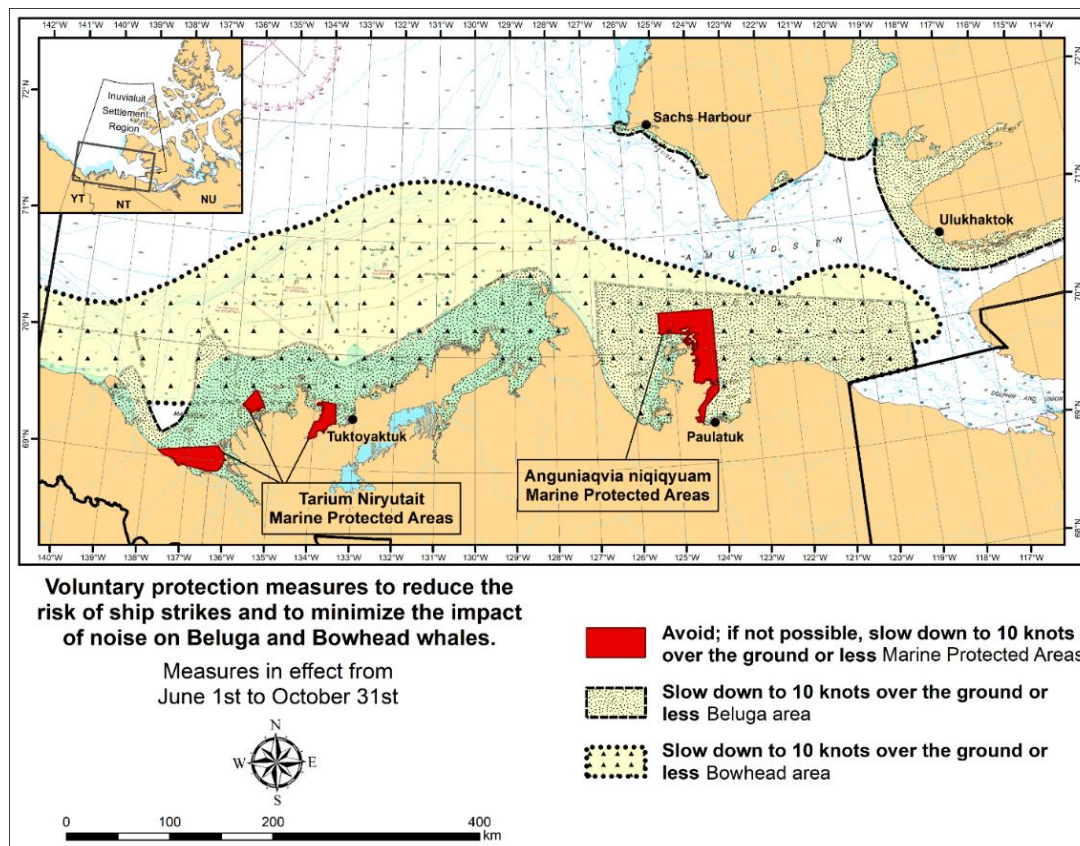 142°W 141°W 140°W 139°W 138°W 137°W 136°W 135°W 134°W 133°W 132°W 131°W 130°W 129°W 128°W 127°W 126°W 125°W 124°W 123°W 122°W 121°W 120°W 119°W 118°W 117°W 116°W 115°W 114°W 113°
72°N
71°N
70°N
69°N
72°N
71°N
70°N
69°N
68°N
Inuvialuit
Settlement
Region
YT
NT
NU
Sachs Harbour
Ulukhaktok
AMUNDSEN
Tuktoyaktuk
Paulatuk
Tarium Niryutait
Marine Protected Areas
Anguniaqvia niqiqyuam
Marine Protected Areas
140°W 139°W 138°W 137°W 136°W 135°W 134°W 133°W 132°W 131°W 130°W 129°W 128°W 127°W 126°W 125°W 124°W 123°W 122°W 121°W 120°W 119°W 118°W 117°W
Voluntary protection measures to reduce the
risk of ship strikes and to minimize the impact
of noise on Beluga and Bowhead whales.
Measures in effect from
June 1st to October 31st
N
W E
S
0 100 200 400
km
Avoid; if not possible, slow down to 10 knots
over the ground or less Marine Protected Areas
Slow down to 10 knots over the ground or
less Beluga area
Slow down to 10 knots over the ground or
less Bowhead area